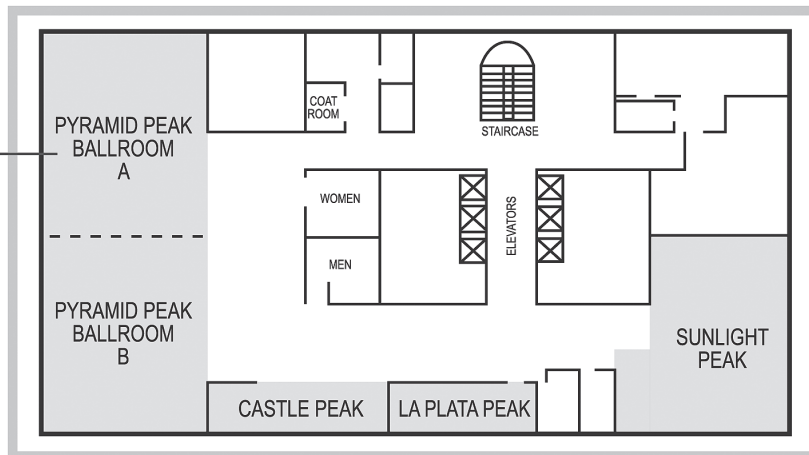 COAT
ROOM
STAIRCASE
PYRAMID PEAK
BALLROOM
A
WOMEN
ELEVATORS
MEN
PYRAMID PEAK
BALLROOM
B
SUNLIGHT
PEAK
CASTLE PEAK
LA PLATA PEAK